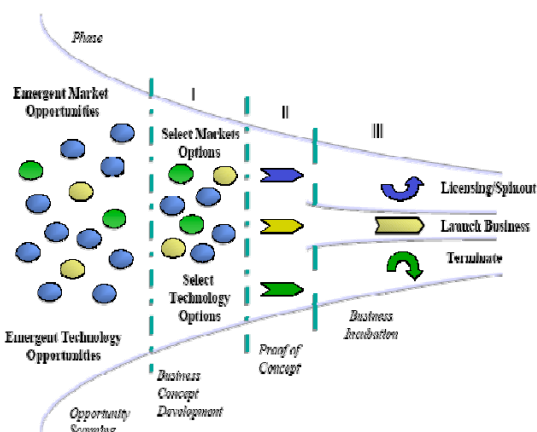 Phase
Emergent Market
Opportunities
I
II
III
Select Markets
Options
Licensing/Spinout
Launch Business
Terminate
Select
Technology
Options
Emergent Technology
Opportunities
Business
Incubation
Proof of
Concept
Business
Concept
Development
Opportunity